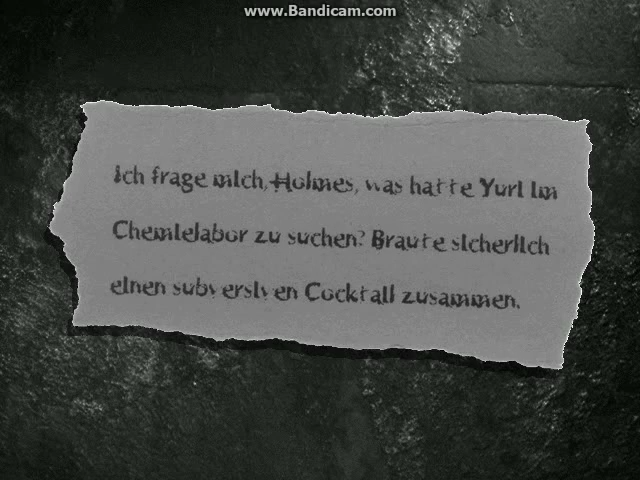 www.Bandicam.com
Ich frage mich, Holmes, was hatte Yuri im
Chemielabor zu suchen? Braute sicherlich
einen subversiven Cocktail zusammen.